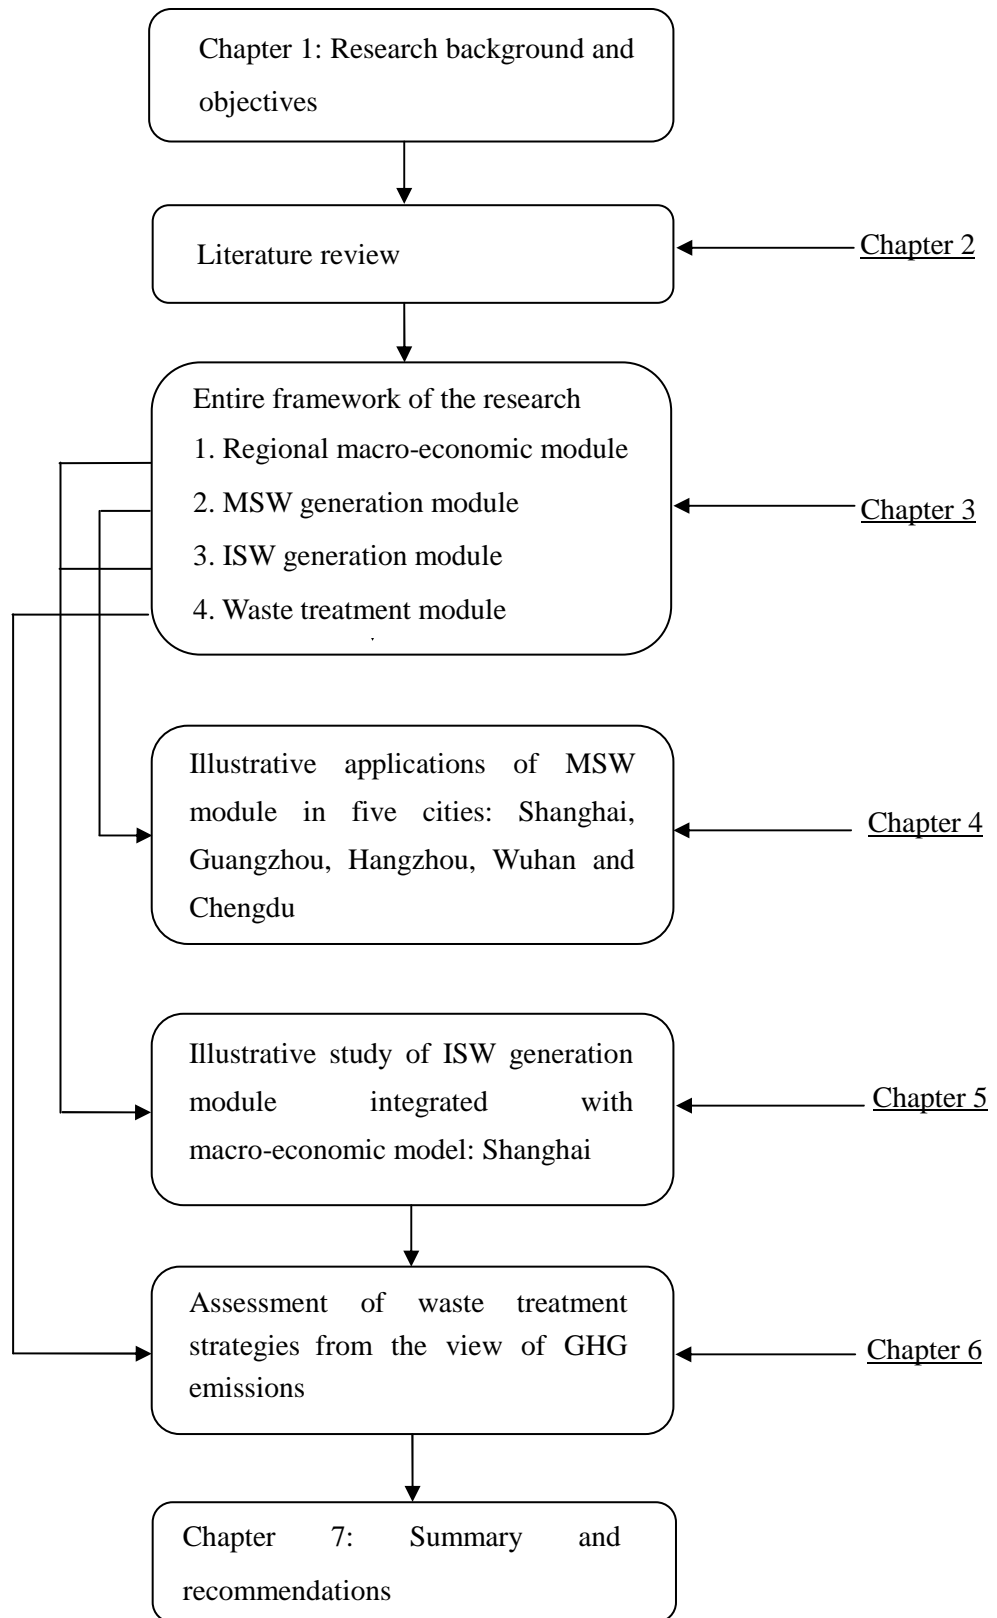 Chapter 1: Research background and
objectives
Literature review
Chapter 2
Entire framework of the research
1. Regional macro-economic module
2. MSW generation module
3. ISW generation module
4. Waste treatment module
Chapter 3
Illustrative applications of MSW
module in five cities: Shanghai,
Guangzhou, Hangzhou, Wuhan and
Chengdu
Chapter 4
Illustrative study of ISW generation
module integrated with
macro-economic model: Shanghai
Chapter 5
Assessment of waste treatment
strategies from the view of GHG
emissions
Chapter 6
Chapter 7: Summary and
recommendations